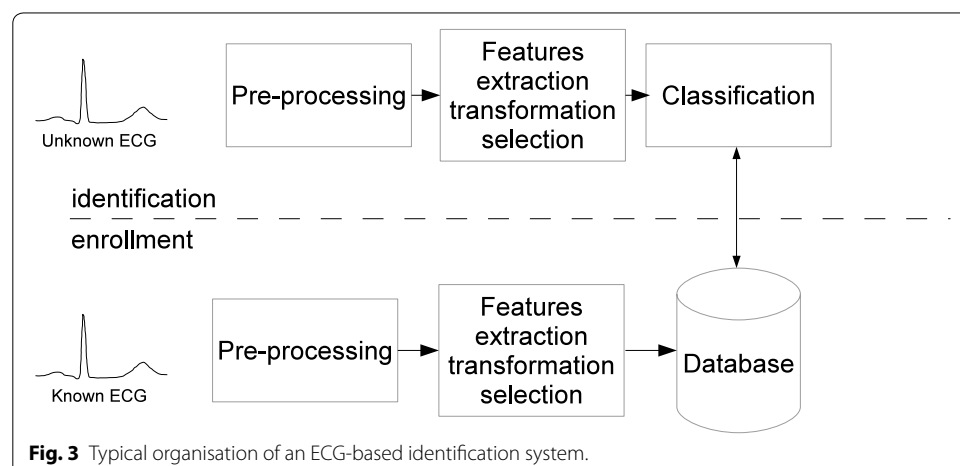 Pre-processing
Features
extraction
transformation
selection
Classification
Unknown ECG
identification
enrollment
Pre-processing
Features
extraction
transformation
selection
Database
Known ECG
Fig. 3 Typical organisation of an ECG-based identification system.